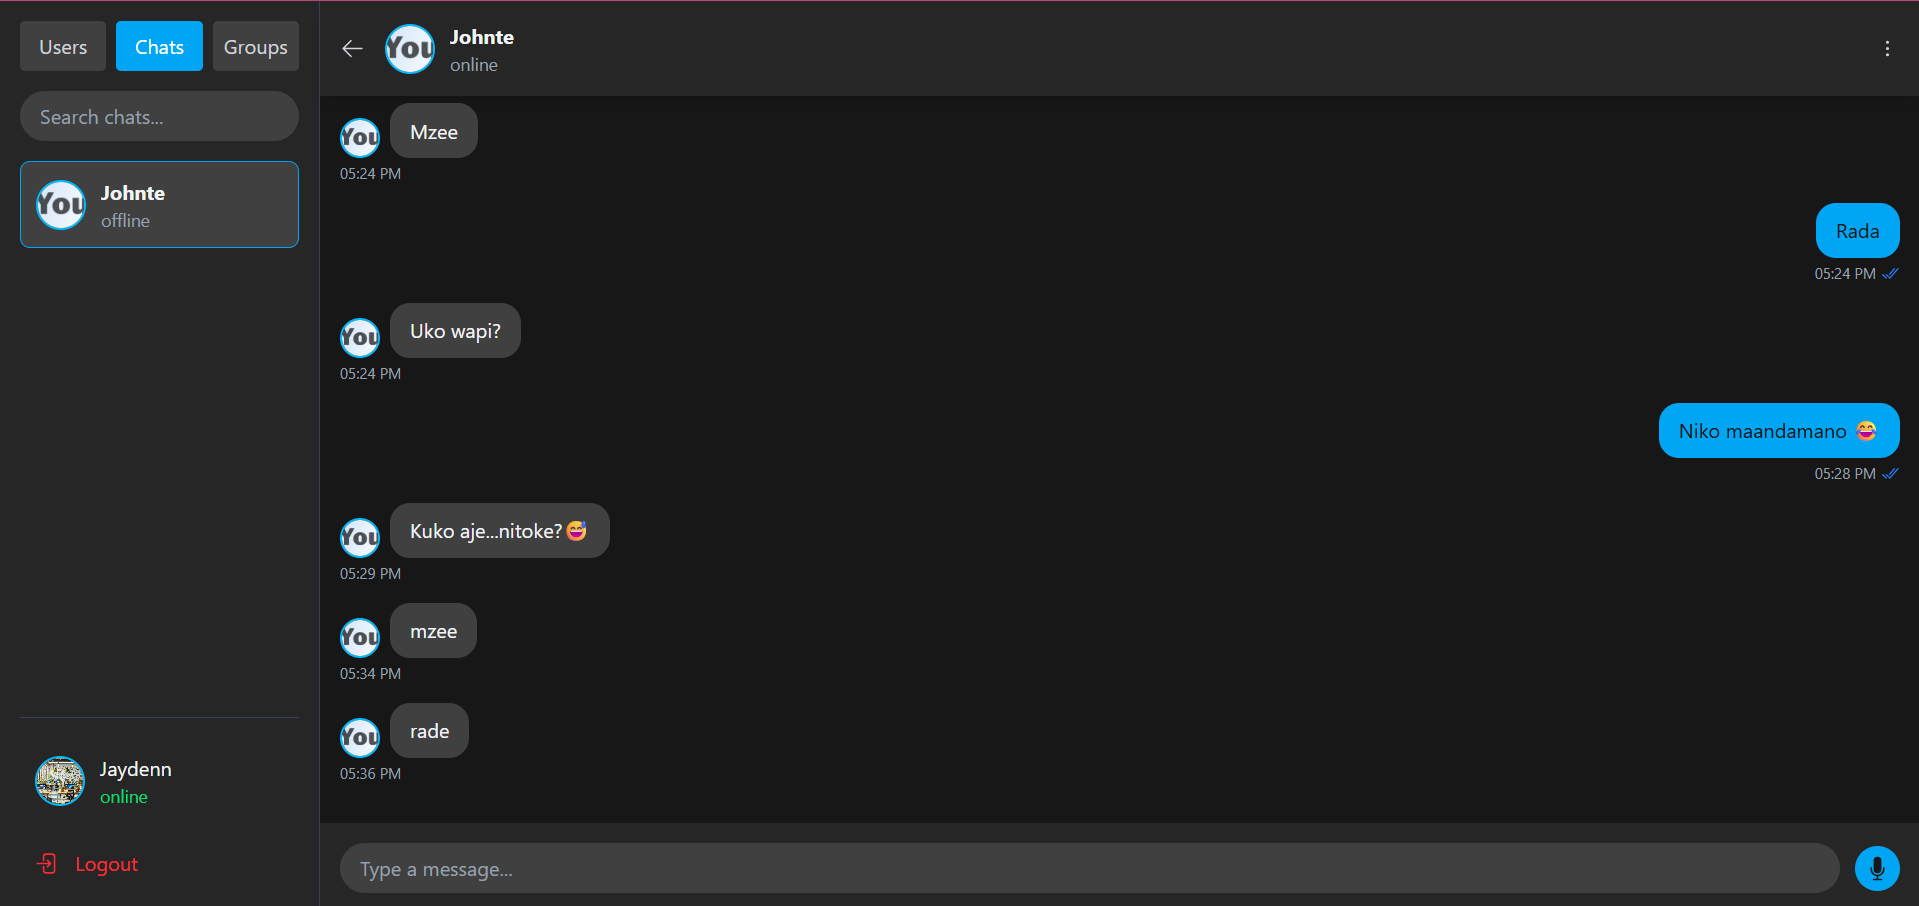 Users
Chats
Groups
Search chats...
You
Johnte
offline
Jaydenn
online
Logout
You
Johnte
online
You
Mzee
05:24 PM
Rada
05:24 PM
You
Uko wapi?
05:24 PM
Niko maandamano 😂
05:28 PM
You
Kuko aje...nitoke?😅
05:29 PM
You
mzee
05:34 PM
You
rade
05:36 PM
Type a message...